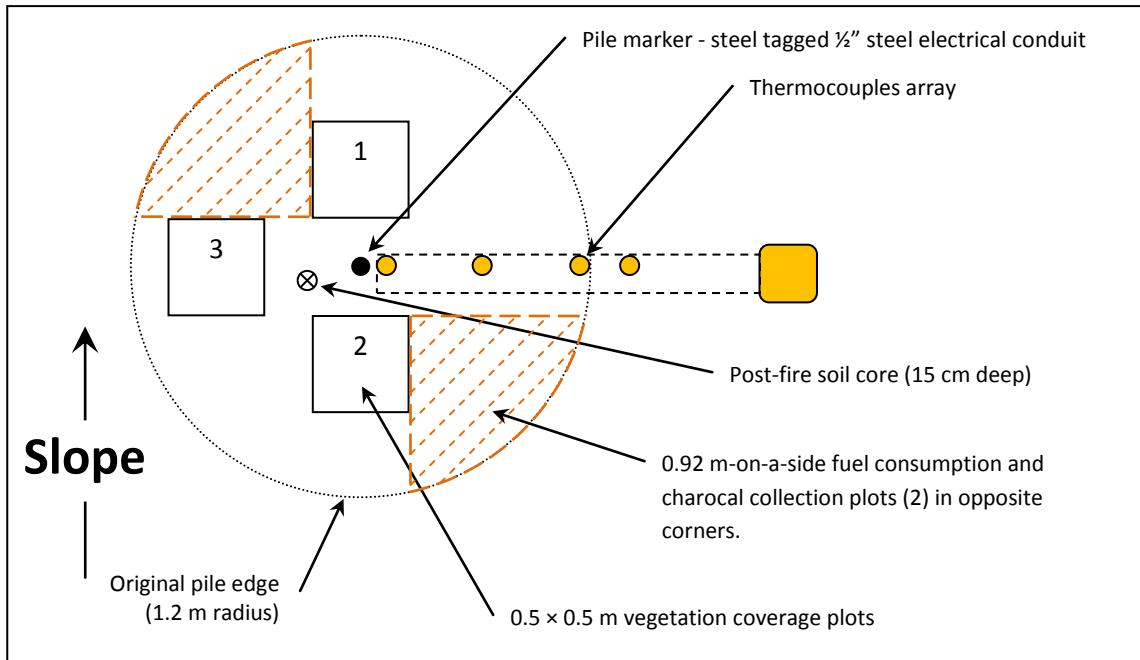 Pile marker - steel tagged ½” steel electrical conduit
Thermocouples array
1
3
2
Post-fire soil core (15 cm deep)
Slope
0.92 m-on-a-side fuel consumption and
charocal collection plots (2) in opposite
corners.
Original pile edge
(1.2 m radius)
0.5 × 0.5 m vegetation coverage plots